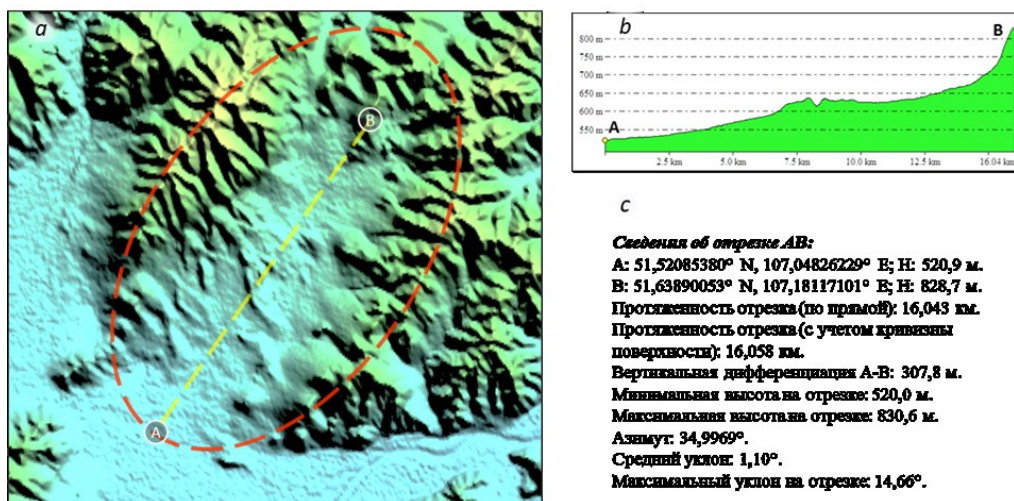 a
B
A
b
B
800 m
750 m
700 m
650 m
600 m
550 m
A
2.5 km
5.0 km
7.5 km
10.0 km
12.5 km
16.04 km
c
Сведения об отрезке АВ:
А: 51,52085380° N, 107,04826229° E; Н: 520,9 м.
В: 51,63890053° N, 107,18117101° E; Н: 828,7 м.
Протяженность отрезка (по прямой): 16,043 км.
Протяженность отрезка (с учетом кривизны
поверхности): 16,058 км.
Вертикальная дифференциация А-В: 307,8 м.
Минимальная высота на отрезке: 520,0 м.
Максимальная высота на отрезке: 830,6 м.
Азимут: 34,9969°.
Средний уклон: 1,10°.
Максимальный уклон на отрезке: 14,66°.